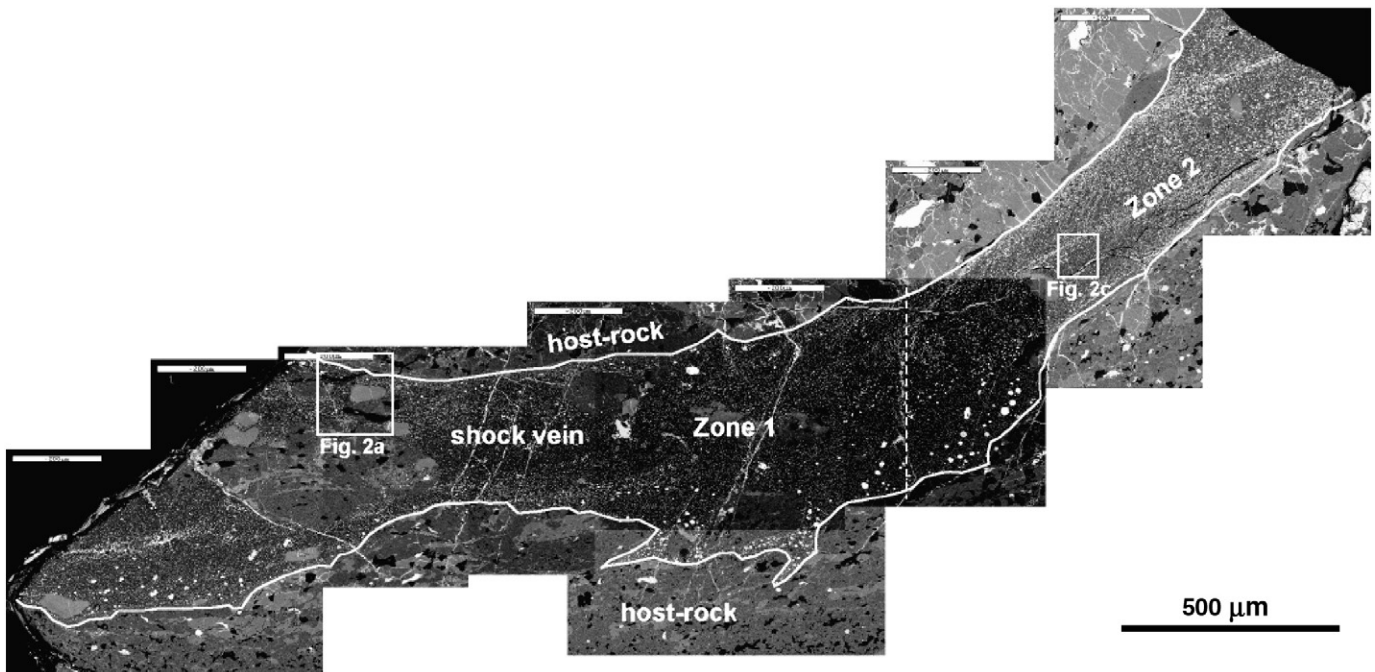 Zone 2
Fig. 2c
host-rock
Fig. 2a
shock vein
Zone 1
host-rock
500 μm